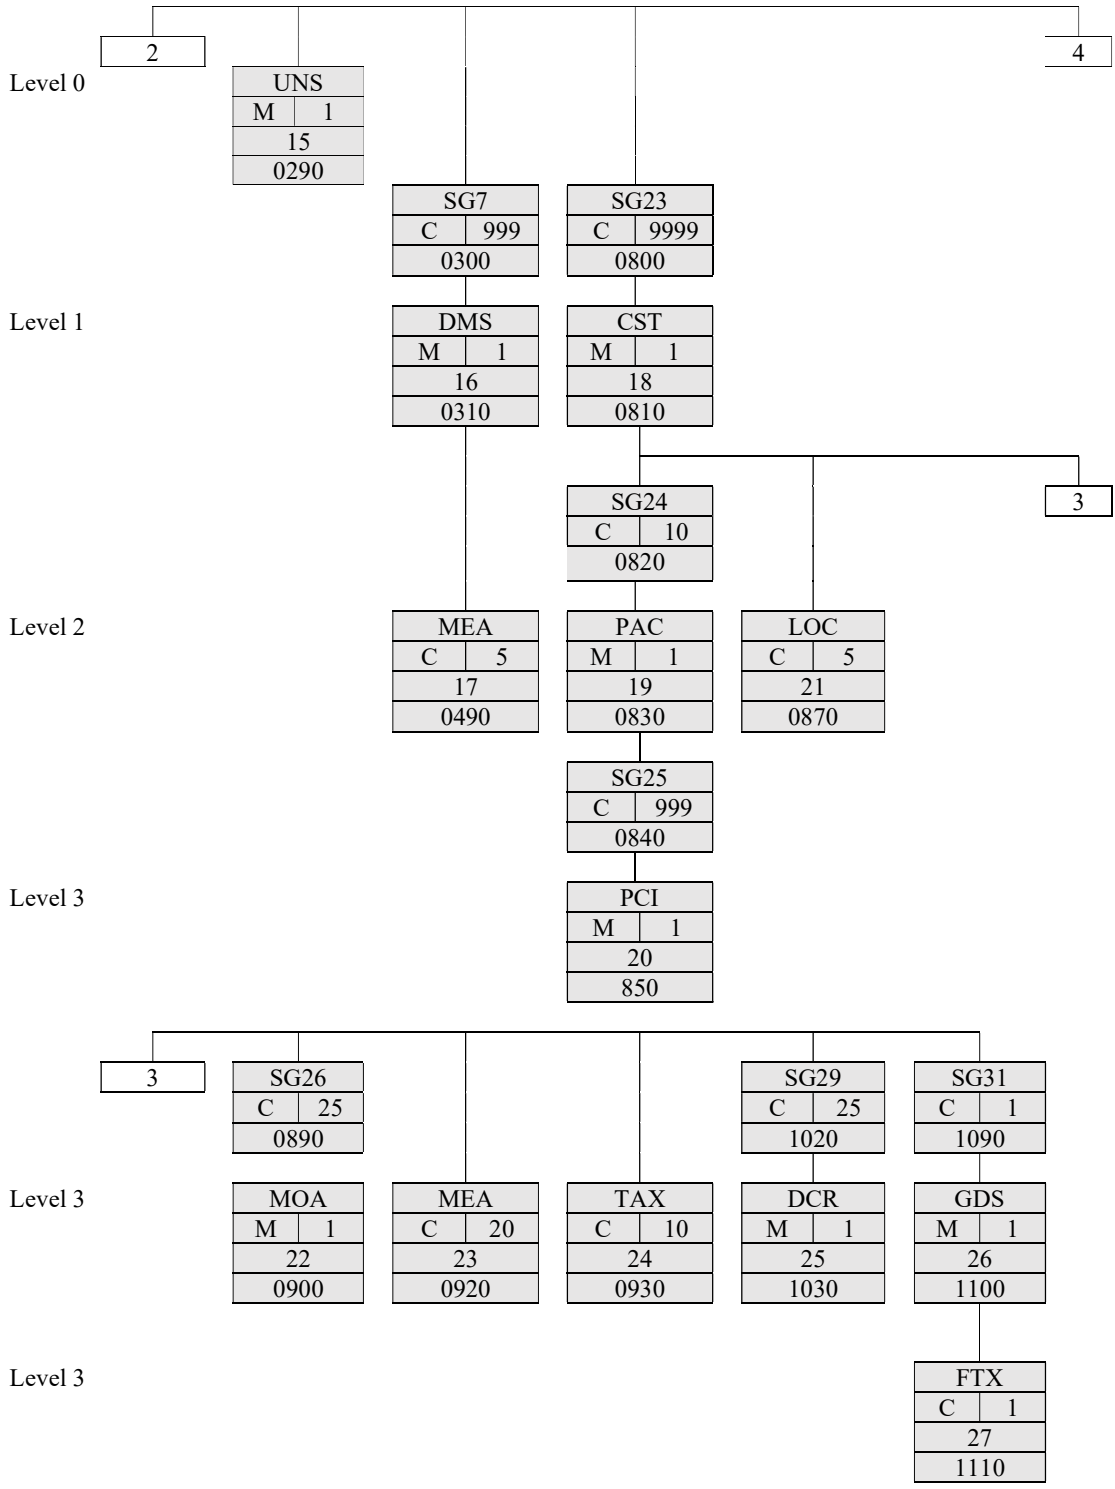 2 4
Level 0 UNS
M 1
15
0290
SG7 SG23
C 999 C 9999
0300 0800
Level 1 DMS CST
M 1 M 1
16 18
0310 0810
SG24 3
C 10
0820
Level 2 MEA PAC LOC
C 5 M 1 C 5
17 19 21
0490 0830 0870
SG25
C 999
0840
Level 3 PCI
M 1
20
850
3 SG26 SG29 SG31
C 25 C 25 C 1
0890 1020 1090
Level 3 MOA MEA TAX DCR GDS
M 1 C 20 C 10 M 1 M 1
22 23 24 25 26
0900 0920 0930 1030 1100
Level 3 FTX
C 1
27
1110